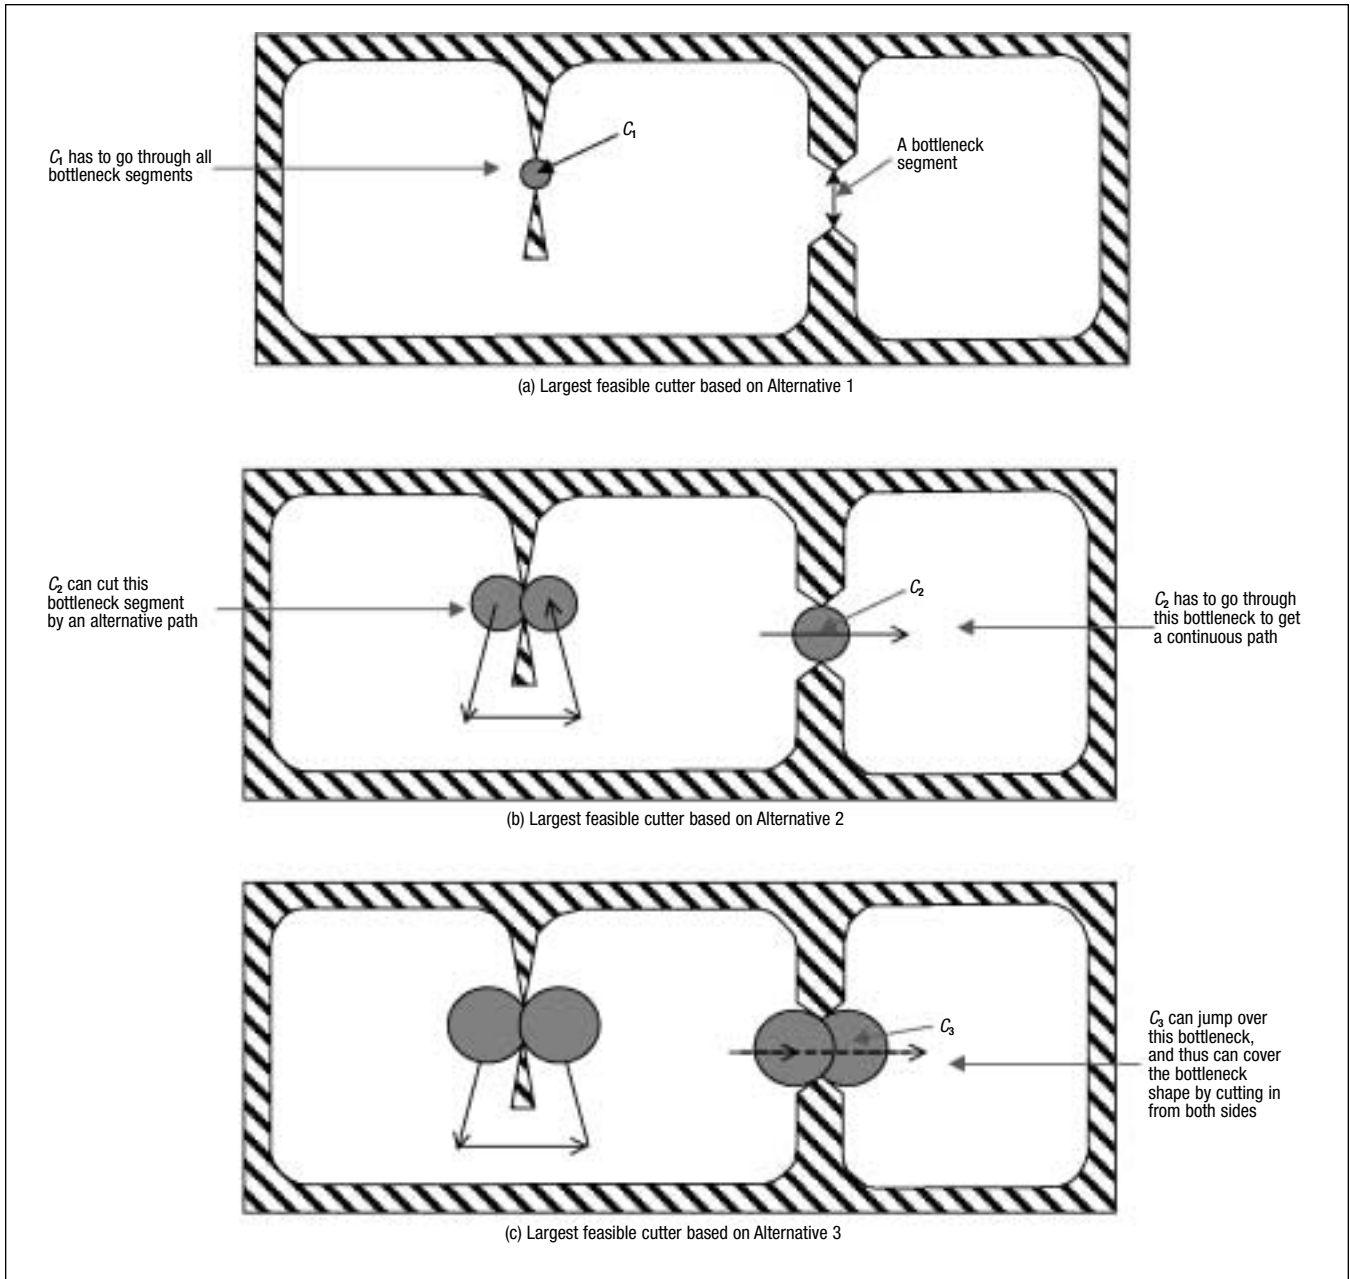 C₁
C₁ has to go through all
bottleneck segments
A bottleneck
segment
(a) Largest feasible cutter based on Alternative 1
C₂ can cut this
bottleneck segment
by an alternative path
C₂
C₂ has to go through
this bottleneck to get
a continuous path
(b) Largest feasible cutter based on Alternative 2
C₃
C₃ can jump over
this bottleneck,
and thus can cover
the bottleneck
shape by cutting in
from both sides
(c) Largest feasible cutter based on Alternative 3